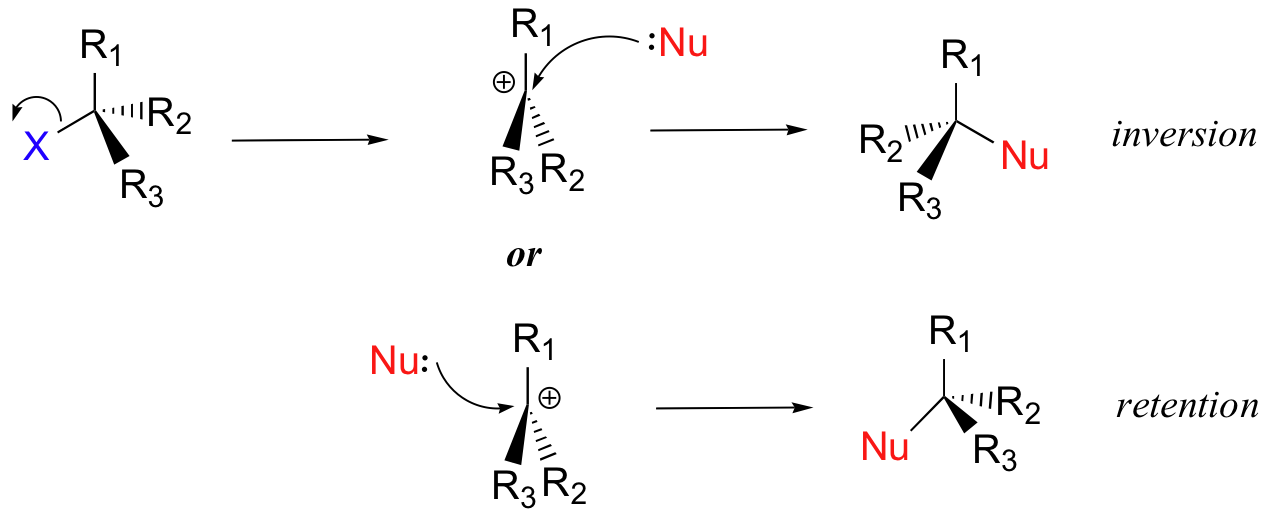 R1
X
R2
R3
⊕
R1
:Nu
R3
R2
R1
R2
Nu
R3
inversion
or
Nu:
R1
⊕
R3
R2
R1
R2
Nu
R3
retention